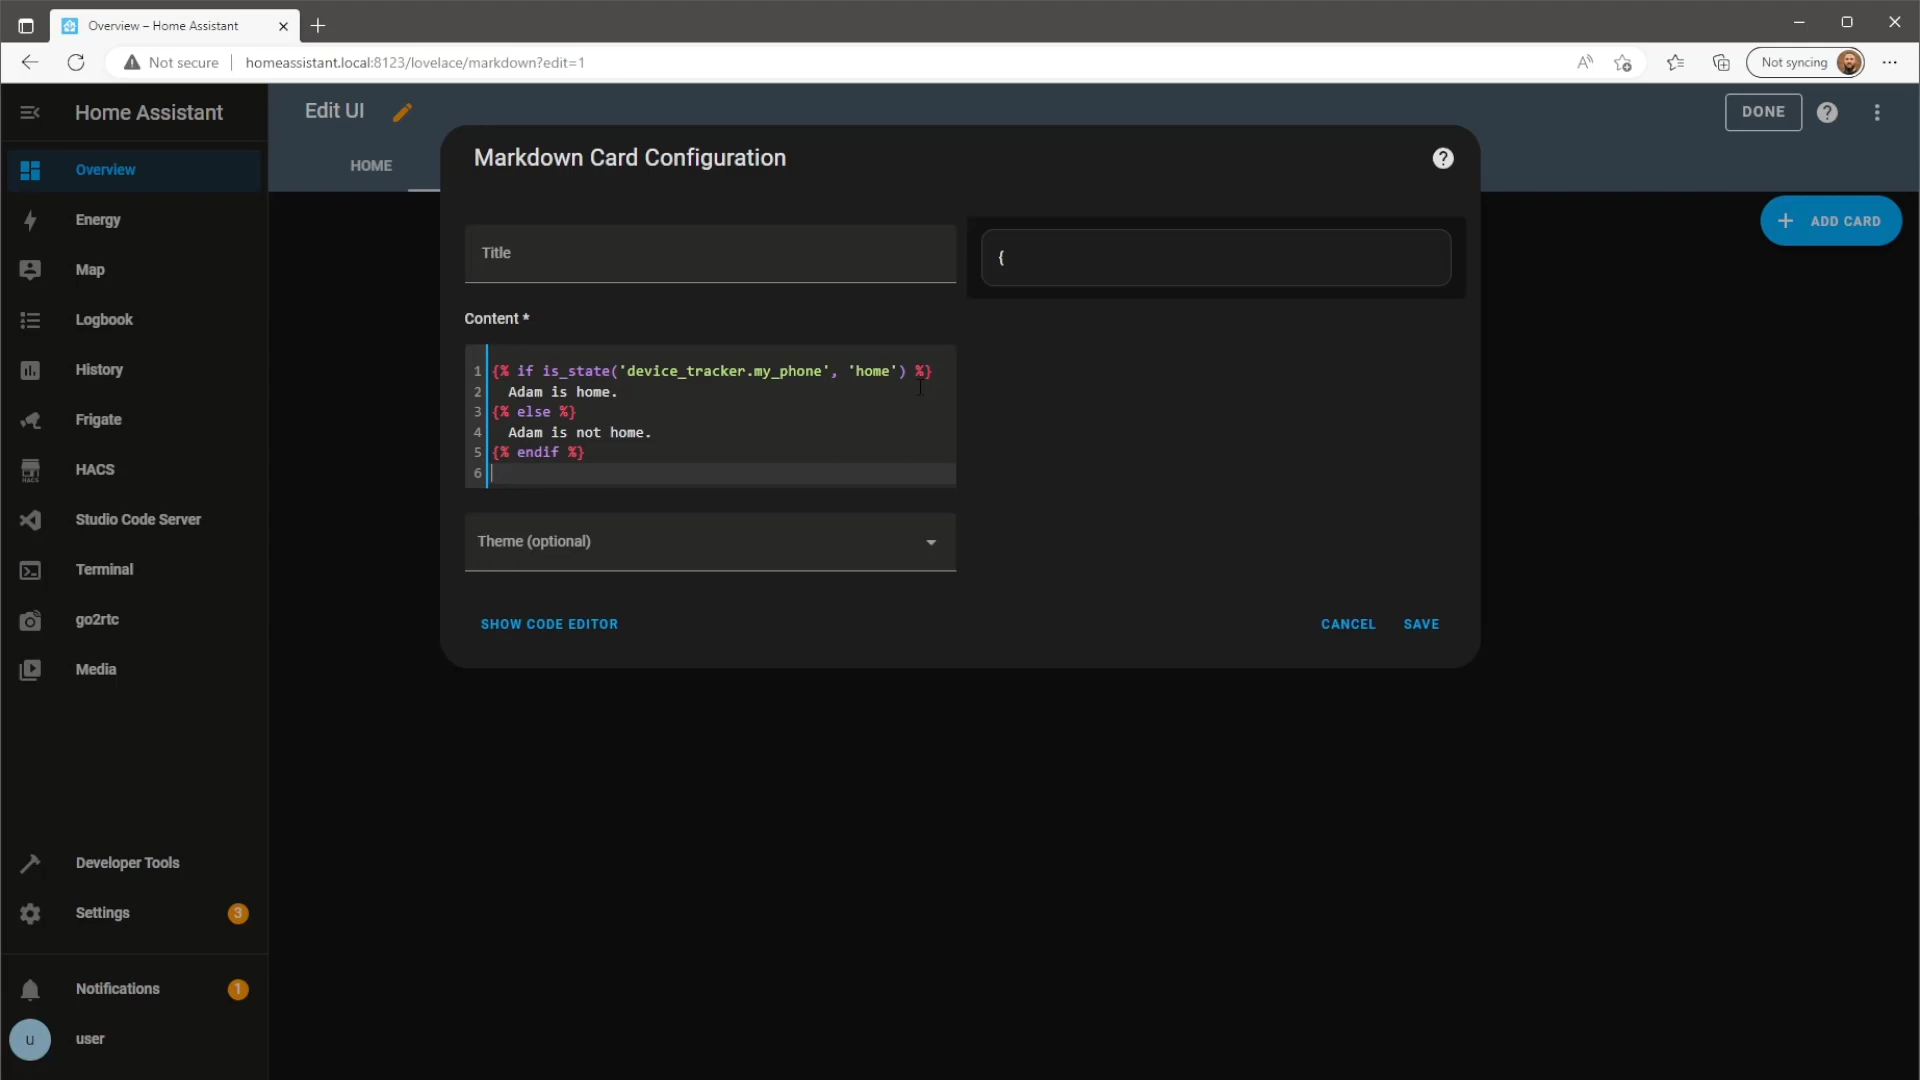 Overview – Home Assistant
Not secure
homeassistant.local:8123/lovelace/markdown?edit=1
Not syncing
Home Assistant
Edit UI
DONE
HOME
Overview
Energy
Map
Logbook
History
Frigate
HACS
HACS
Studio Code Server
Terminal
go2rtc
Media
Developer Tools
Settings
3
Notifications
1
u
user
Markdown Card Configuration
ADD CARD
Title
{
Content *
1 {% if is_state('device_tracker.my_phone', 'home') %}
2   Adam is home.
3 {% else %}
4   Adam is not home.
5 {% endif %}
6
Theme (optional)
SHOW CODE EDITOR
CANCEL
SAVE